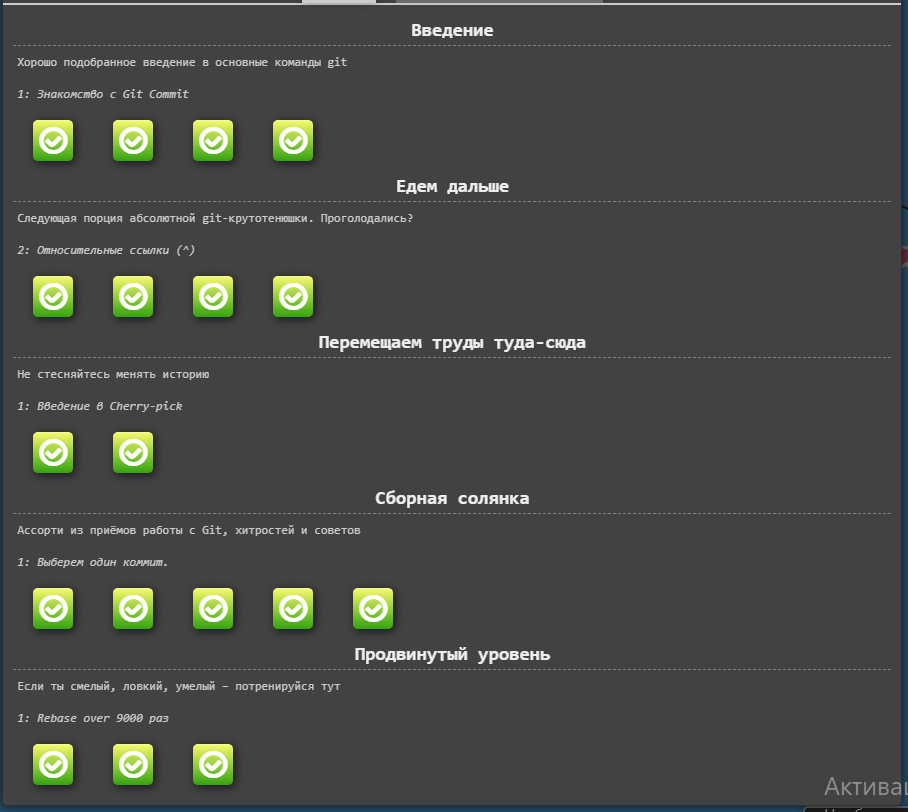 Введение
Хорошо подобранное введение в основные команды git
1: Знакомство с Git Commit
Едем дальше
Следующая порция абсолютной git-крутотенюшки. Проголодались?
2: Относительные ссылки (^)
Перемещаем труды туда-сюда
Не стесняйтесь менять историю
1: Введение в Cherry-pick
Сборная солянка
Ассорти из приёмов работы с Git, хитростей и советов
1: Выберем один коммит.
Продвинутый уровень
Если ты смелый, ловкий, умелый – потренируйся тут
1: Rebase over 9000 раз